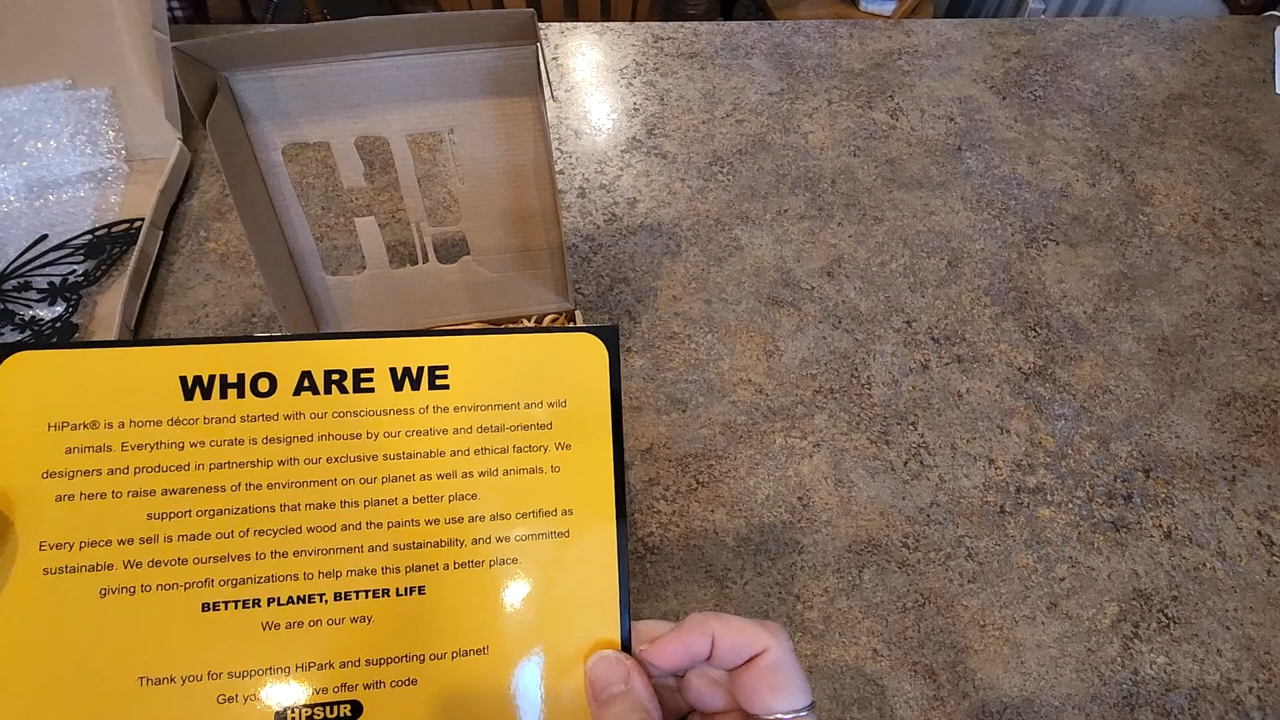 Hi!
WHO ARE WE
HiPark® is a home décor brand started with our consciousness of the environment and wild
animals. Everything we curate is designed inhouse by our creative and detail-oriented
designers and produced in partnership with our exclusive sustainable and ethical factory. We
are here to raise awareness of the environment on our planet as well as wild animals, to
support organizations that make this planet a better place.
Every piece we sell is made out of recycled wood and the paints we use are also certified as
sustainable. We devote ourselves to the environment and sustainability, and we committed
giving to non-profit organizations to help make this planet a better place.
BETTER PLANET, BETTER LIFE
We are on our way.
Thank you for supporting HiPark and supporting our planet!
Get offer with code
HPSUR